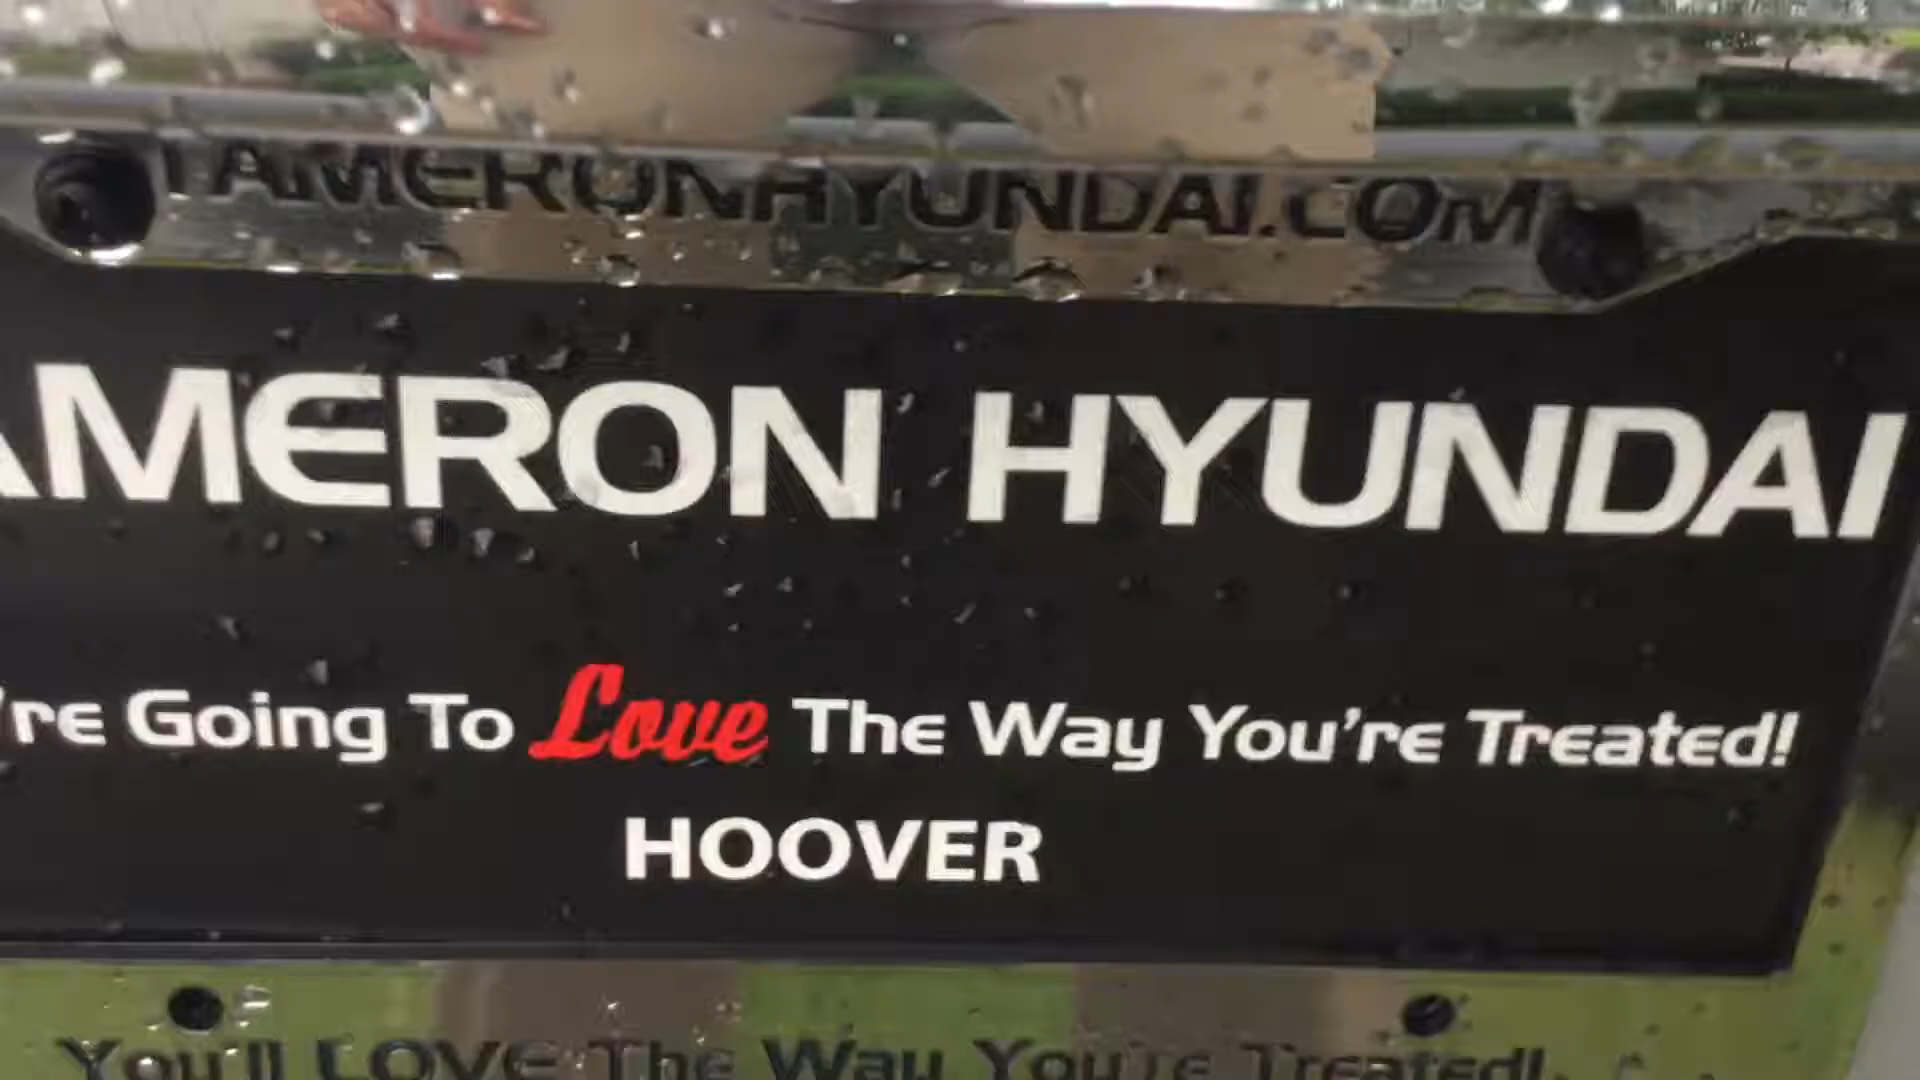 TAMERONHYUNDAI.COM
AMERON HYUNDAI
're Going To Love The Way You're Treated!
HOOVER
You'll LOVE The Way You're Treated!